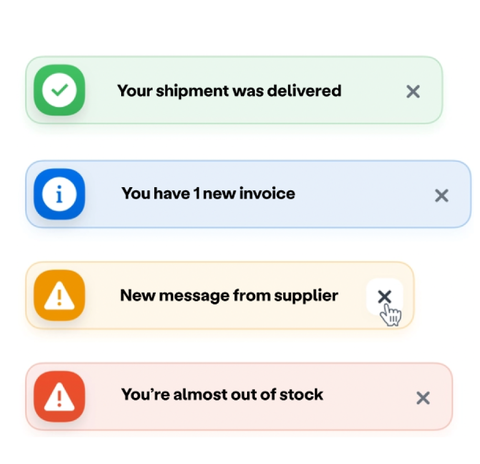 Your shipment was delivered
You have 1 new invoice
New message from supplier
You’re almost out of stock